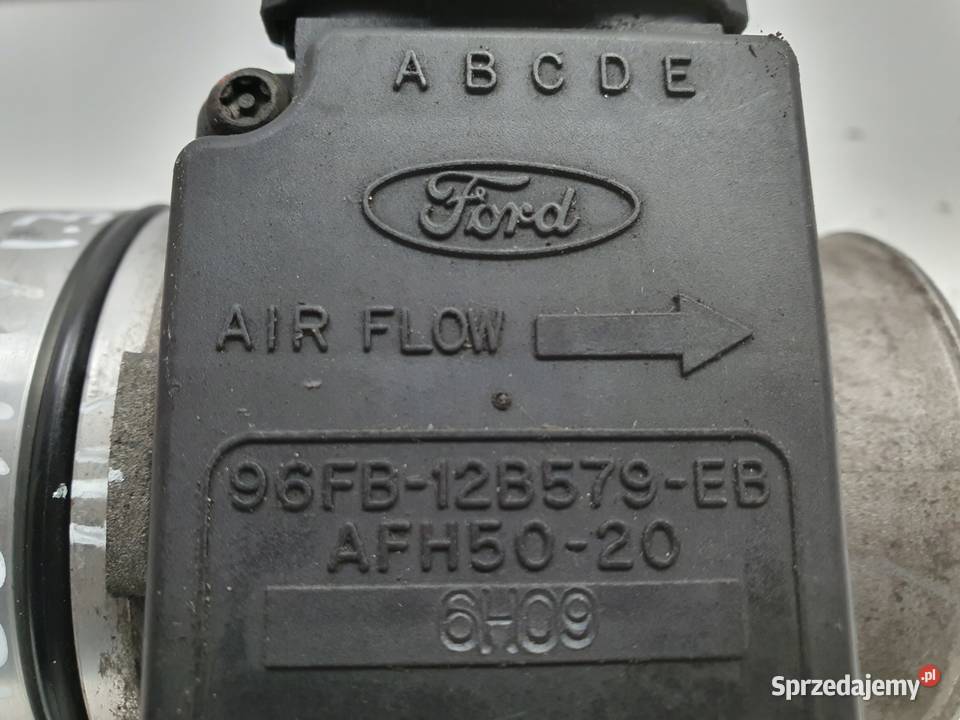 A B C D E
Ford
AIR FLOW
96FB-12B579-EB
AFH50-20
6H09
Sprzedajemy.pl